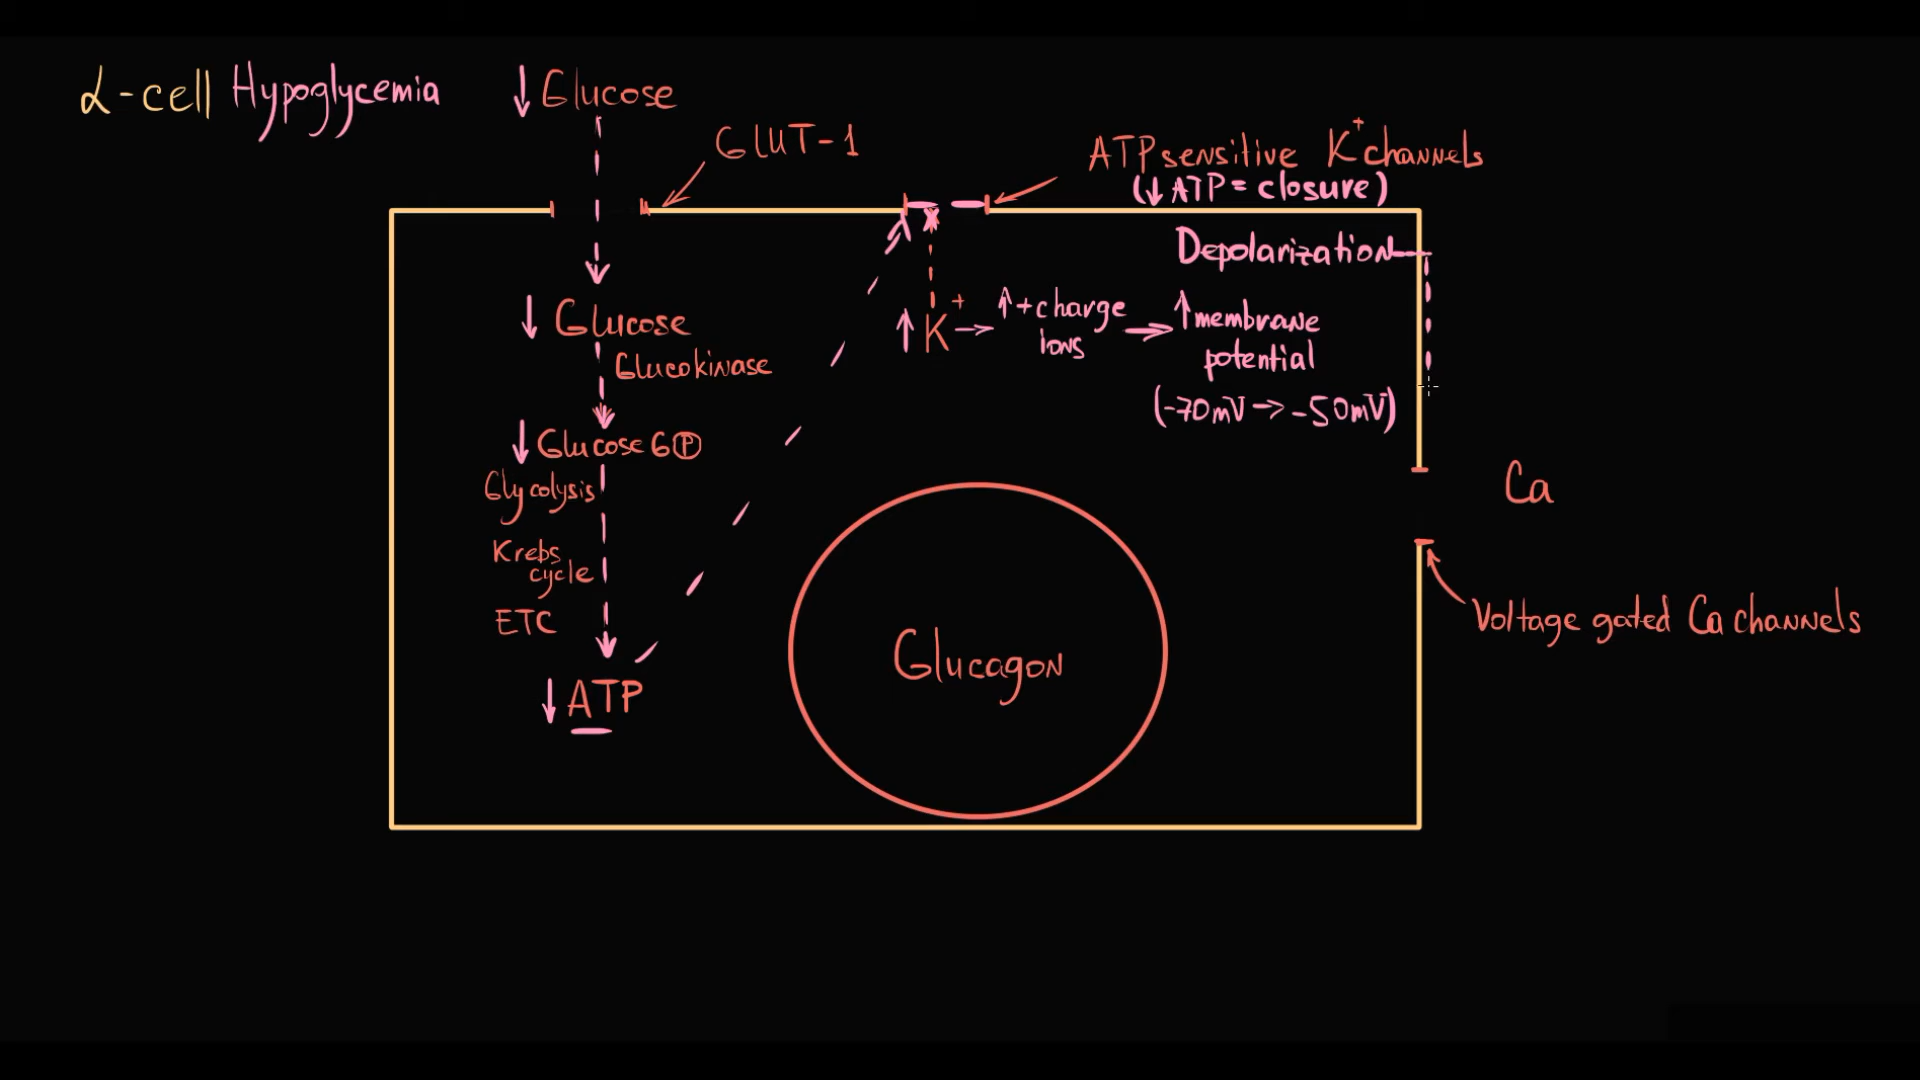 α-cell Hypoglycemia
↓ Glucose
GLUT-1
ATP sensitive K⁺ channels
(↓ ATP = closure)
Depolarization
↓ Glucose
Glucokinase
↑ K⁺ → ↑ + charge
ions
→ ↑ membrane
potential
(-70mV → -50mV)
↓ Glucose 6 Ⓟ
Glycolysis
Krebs
cycle
ETC
↓ ATP
Glucagon
Ca
Voltage gated Ca channels